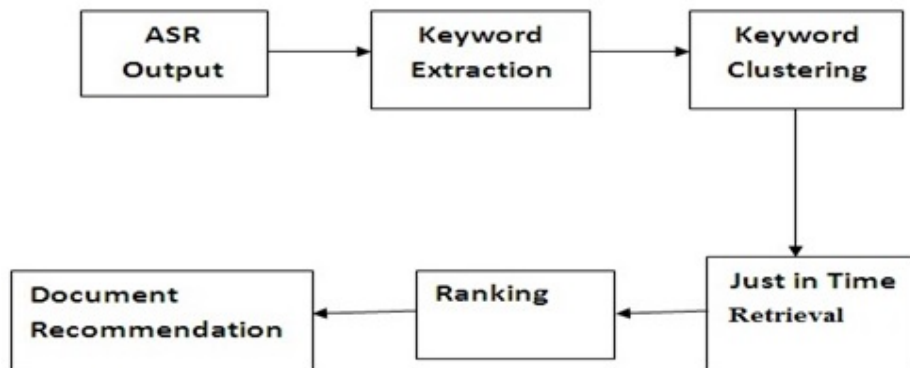 ASR
Output
Keyword
Extraction
Keyword
Clustering
Just in Time
Retrieval
Ranking
Document
Recommendation